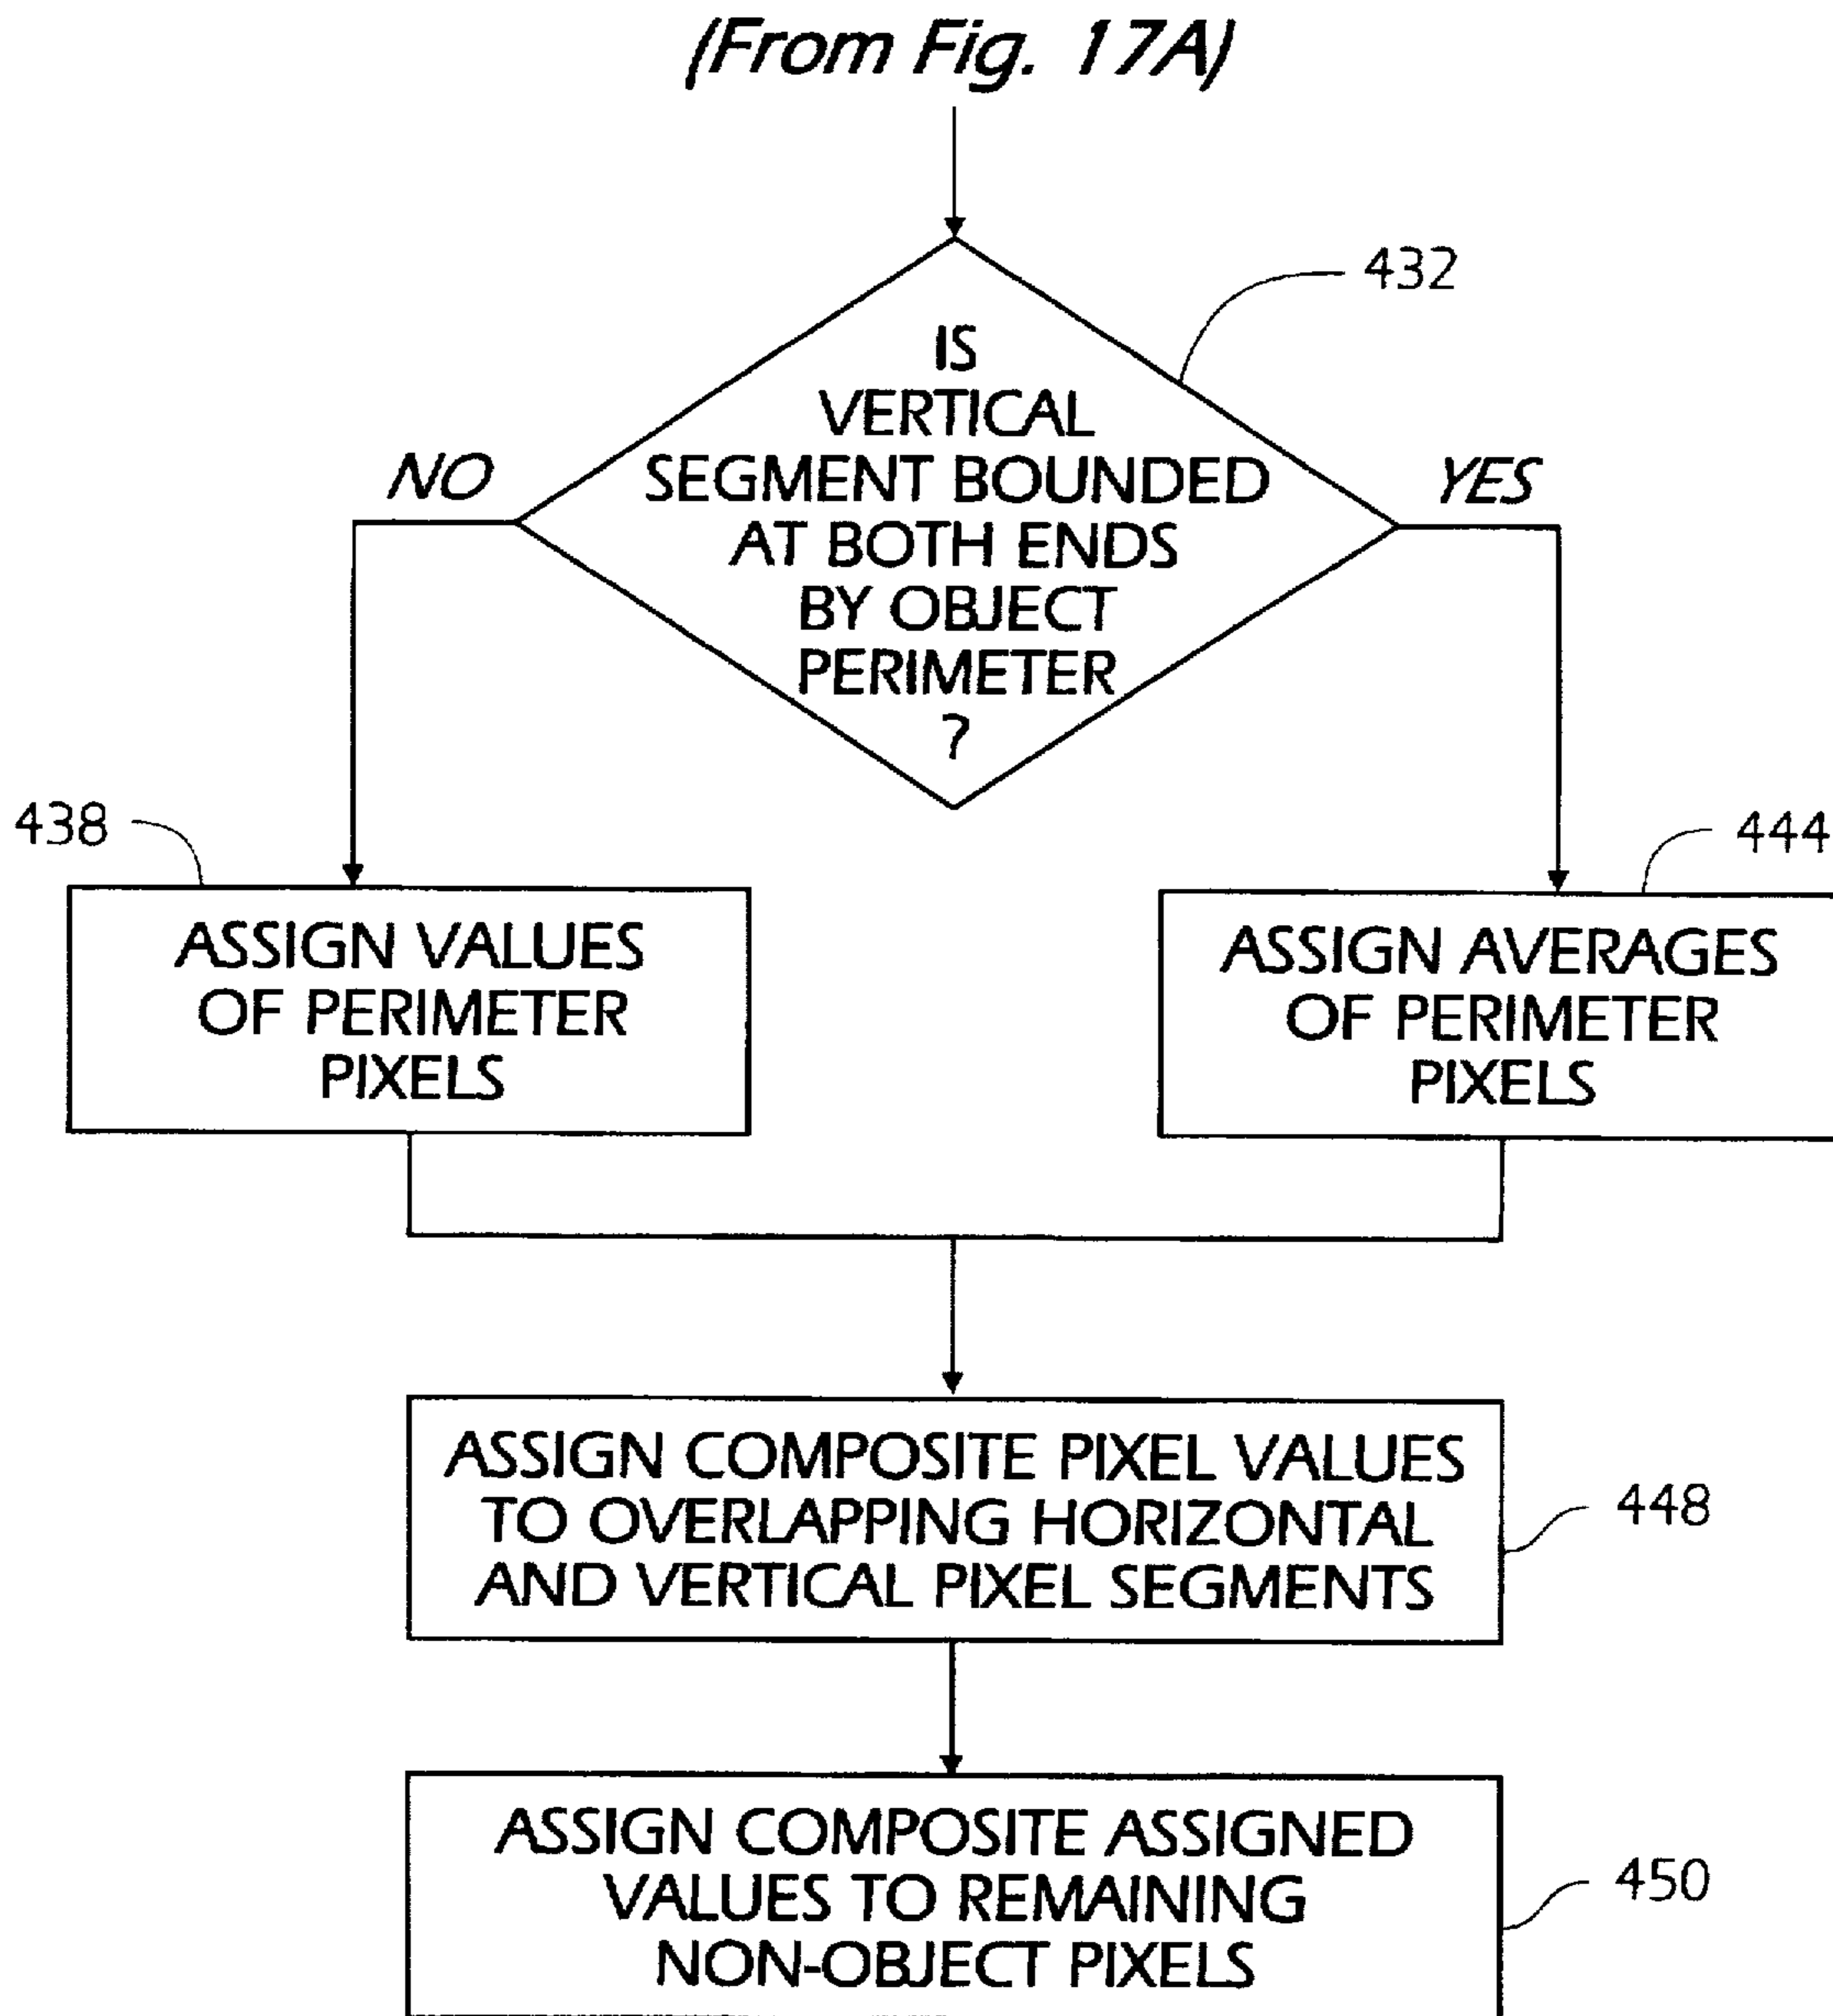 (From Fig. 17A)
432
IS
VERTICAL
SEGMENT BOUNDED
AT BOTH ENDS
BY OBJECT
PERIMETER
?
NO
YES
438
444
ASSIGN VALUES
OF PERIMETER
PIXELS
ASSIGN AVERAGES
OF PERIMETER
PIXELS
ASSIGN COMPOSITE PIXEL VALUES
TO OVERLAPPING HORIZONTAL
AND VERTICAL PIXEL SEGMENTS
448
ASSIGN COMPOSITE ASSIGNED
VALUES TO REMAINING
NON-OBJECT PIXELS
450